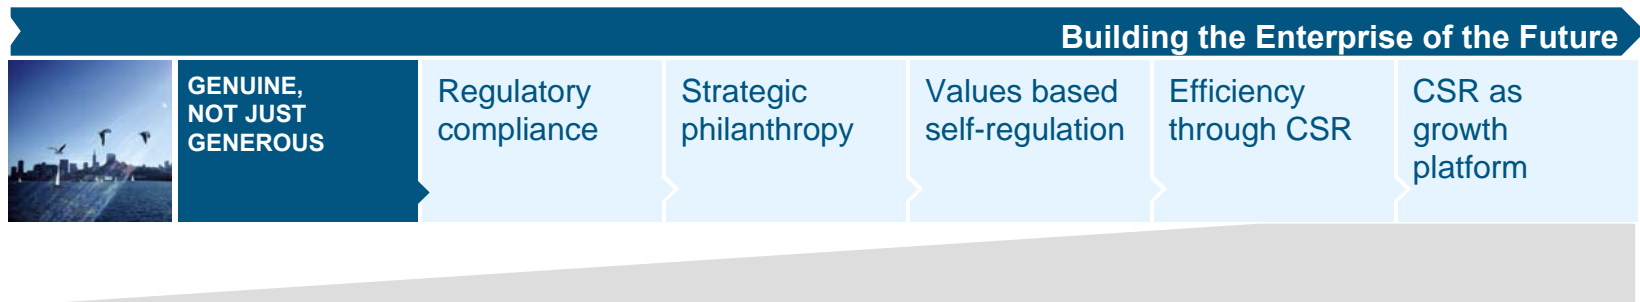 Building the Enterprise of the Future
GENUINE,
NOT JUST
GENEROUS
Regulatory
compliance
Strategic
philanthropy
Values based
self-regulation
Efficiency
through CSR
CSR as
growth
platform